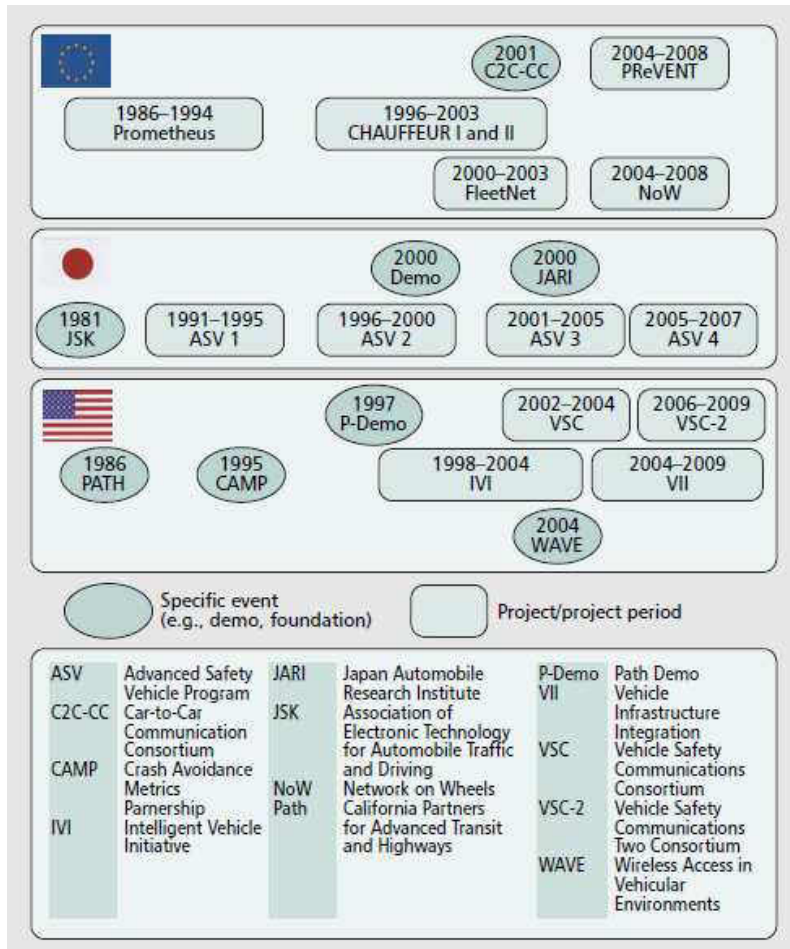 2001
C2C-CC
2004–2008
PReVENT
1986–1994
Prometheus
1996–2003
CHAUFFEUR I and II
2000–2003
FleetNet
2004–2008
NoW
2000
Demo
2000
JARI
1981
JSK
1991–1995
ASV 1
1996–2000
ASV 2
2001–2005
ASV 3
2005–2007
ASV 4
1997
P-Demo
2002–2004
VSC
2006–2009
VSC-2
1986
PATH
1995
CAMP
1998–2004
IVI
2004–2009
VII
2004
WAVE
Specific event
(e.g., demo, foundation)
Project/project period
ASV Advanced Safety
Vehicle Program
C2C-CC Car-to-Car
Communication
Consortium
CAMP Crash Avoidance
Metrics
Parnership
IVI Intelligent Vehicle
Initiative
JARI Japan Automobile
Research Institute
JSK Association of
Electronic Technology
for Automobile Traffic
and Driving
NoW Network on Wheels
Path California Partners
for Advanced Transit
and Highways
P-Demo Path Demo
VII Vehicle
Infrastructure
Integration
VSC Vehicle Safety
Communications
Consortium
VSC-2 Vehicle Safety
Communications
Two Consortium
WAVE Wireless Access in
Vehicular
Environments